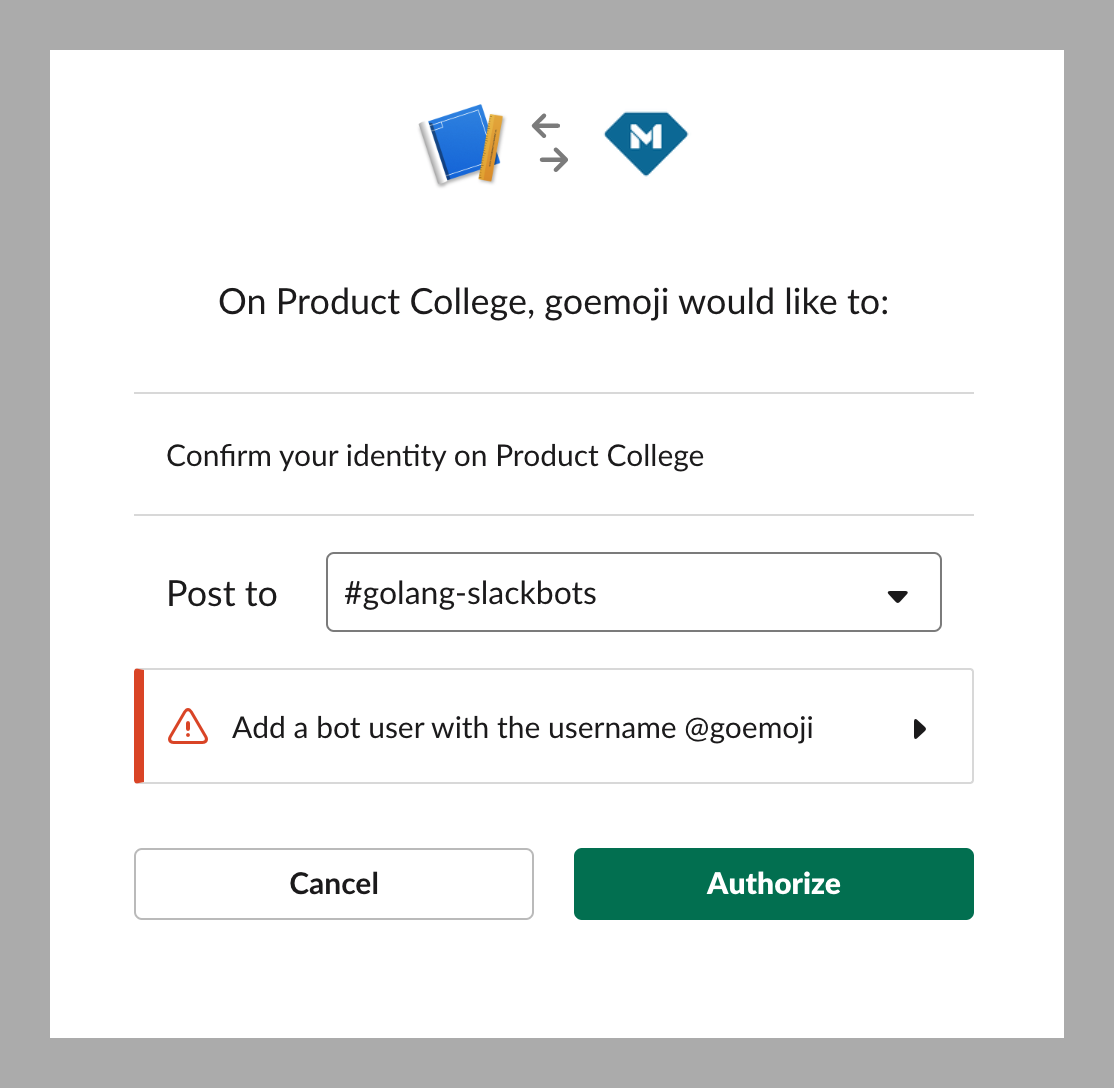 M
On Product College, goemoji would like to:
Confirm your identity on Product College
Post to #golang-slackbots
Add a bot user with the username @goemoji
Cancel Authorize